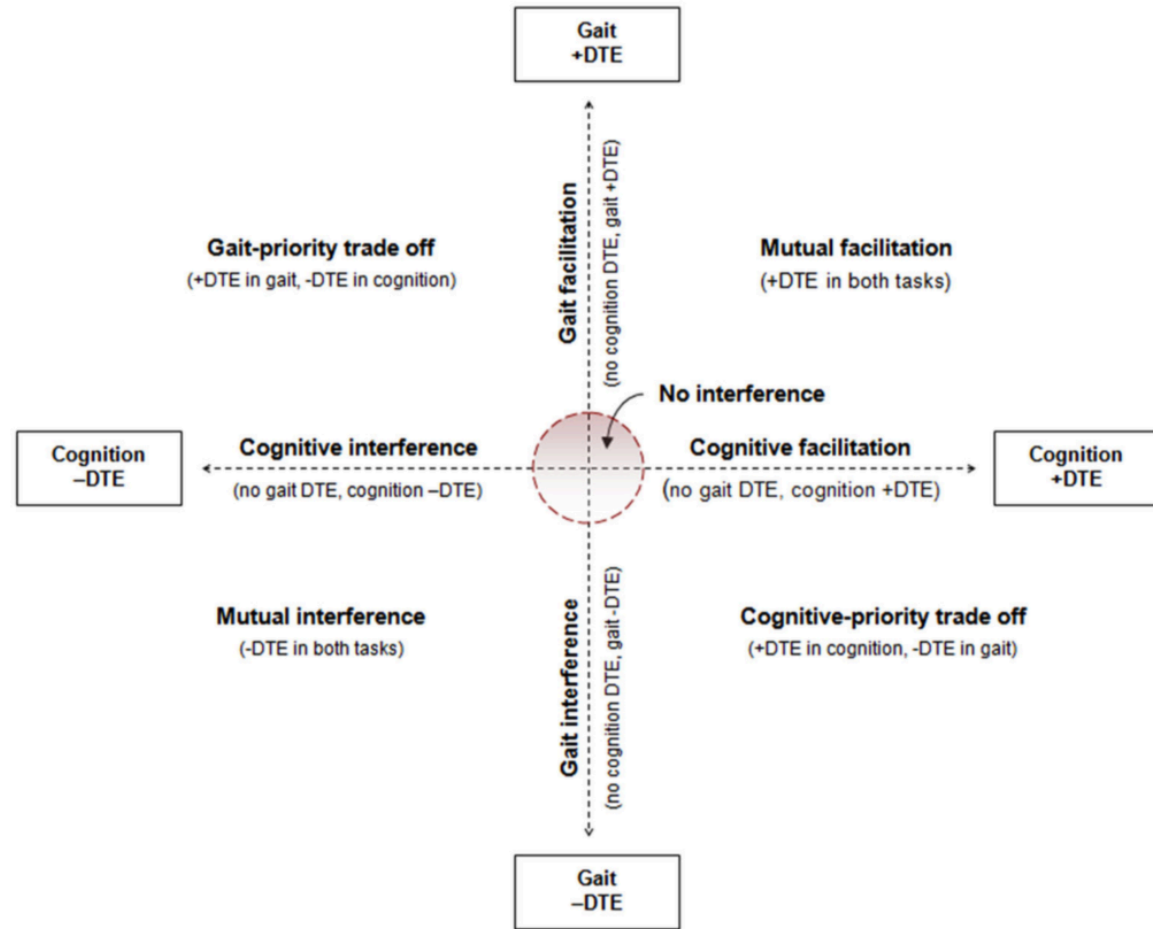 Gait
+DTE
Gait facilitation
(no cognition DTE, gait +DTE)
Gait-priority trade off
(+DTE in gait, -DTE in cognition)
Mutual facilitation
(+DTE in both tasks)
No interference
Cognition
–DTE
Cognitive interference
(no gait DTE, cognition –DTE)
Cognitive facilitation
(no gait DTE, cognition +DTE)
Cognition
+DTE
Mutual interference
(-DTE in both tasks)
Gait interference
(no cognition DTE, gait -DTE)
Cognitive-priority trade off
(+DTE in cognition, -DTE in gait)
Gait
–DTE